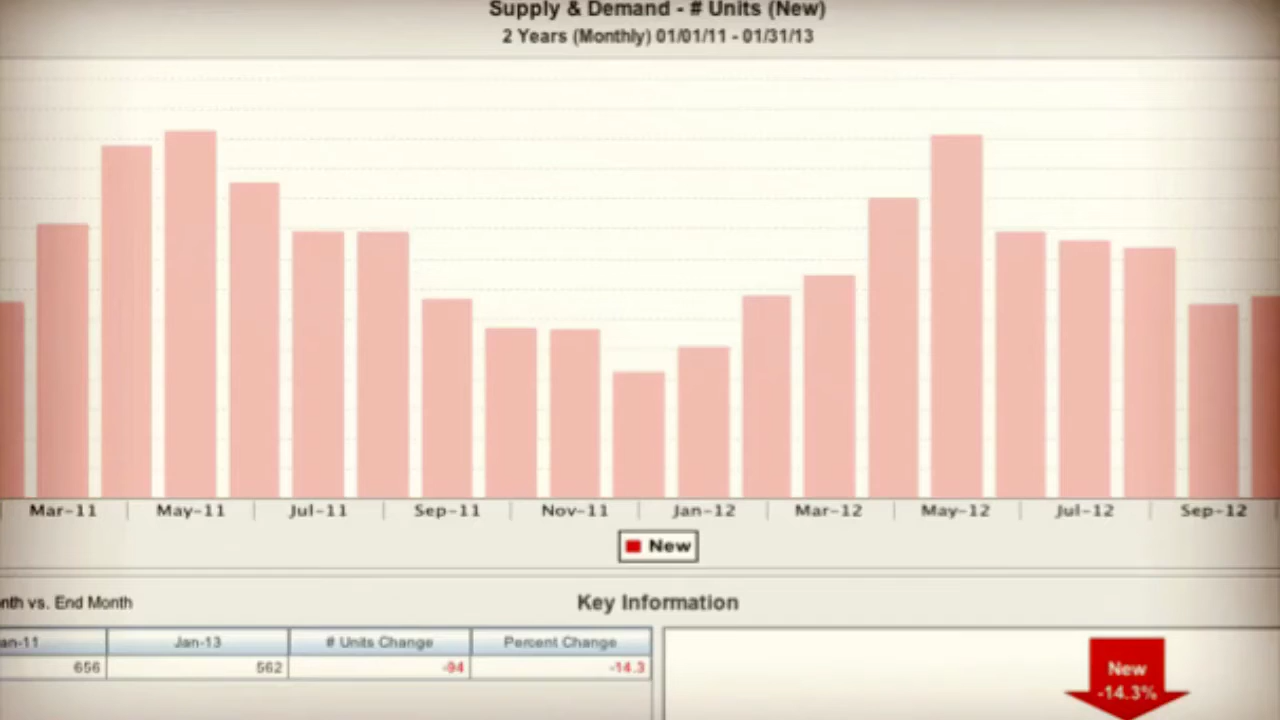 Supply & Demand - # Units (New)
2 Years (Monthly) 01/01/11 - 01/31/13
Mar-11 May-11 Jul-11 Sep-11 Nov-11 Jan-12 Mar-12 May-12 Jul-12 Sep-12
New
nth vs. End Month
Key Information
an-11 Jan-13 # Units Change Percent Change
656 562 -94 -14.3
New
-14.3%